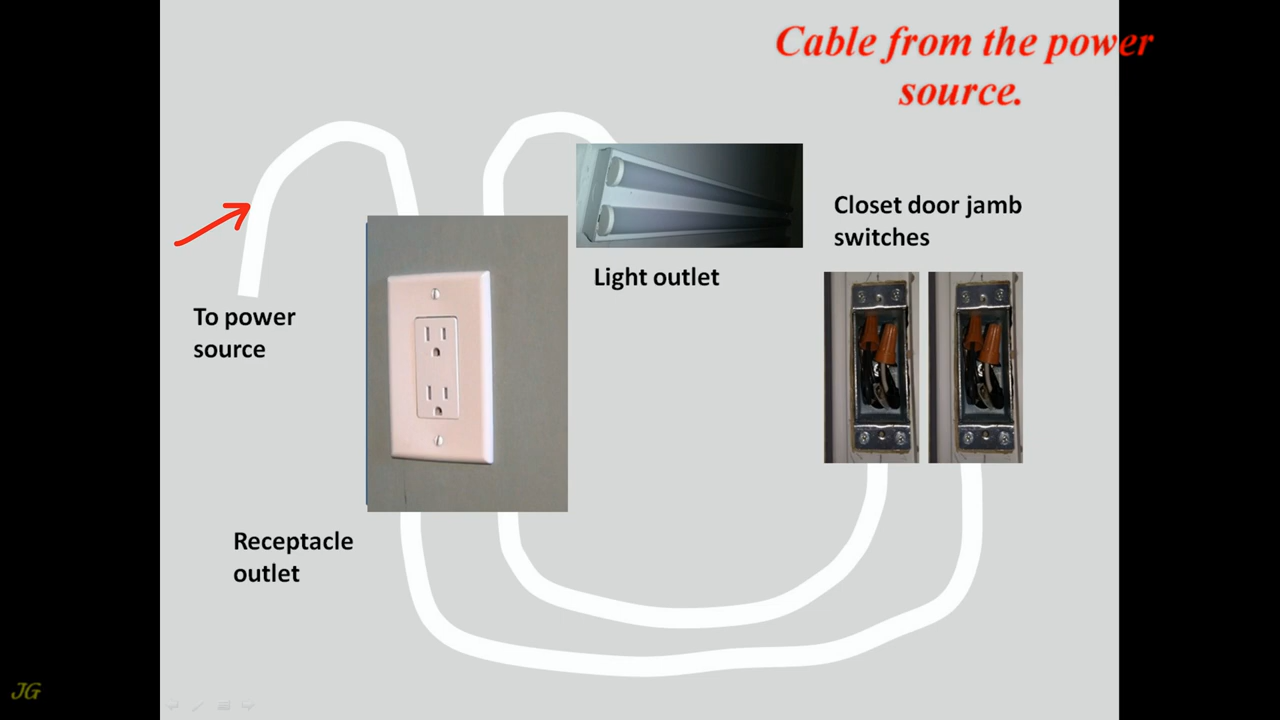 Cable from the power
source.
Closet door jamb
switches
Light outlet
To power
source
Receptacle
outlet
JG